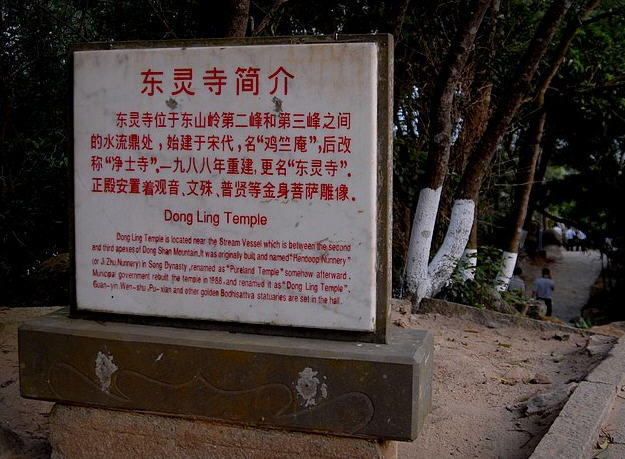 东灵寺简介
东灵寺位于东山岭第二峰和第三峰之间
的水流鼎处，始建于宋代，名“鸡竺庵”，后改
称“净士寺”。一九八八年重建，更名“东灵寺”。
正殿安置着观音、文殊、普贤等金身菩萨雕像。
Dong Ling Temple
Dong Ling Temple is located near the Stream Vessel which is between the second
and third apexes of Dong Shan Mountain. It was originally built and named "Hencoop Nunnery"
(or Ji Zhu Nunnery) in Song Dynasty ,renamed as "Pureland Temple" somehow afterward .
Municipal government rebuilt the temple in 1988, and renamed it as" Dong Ling Temple".
Guan-yin, Wen-shu ,Pu-xian and other golden Bodhisattva statuaries are set in the hall.